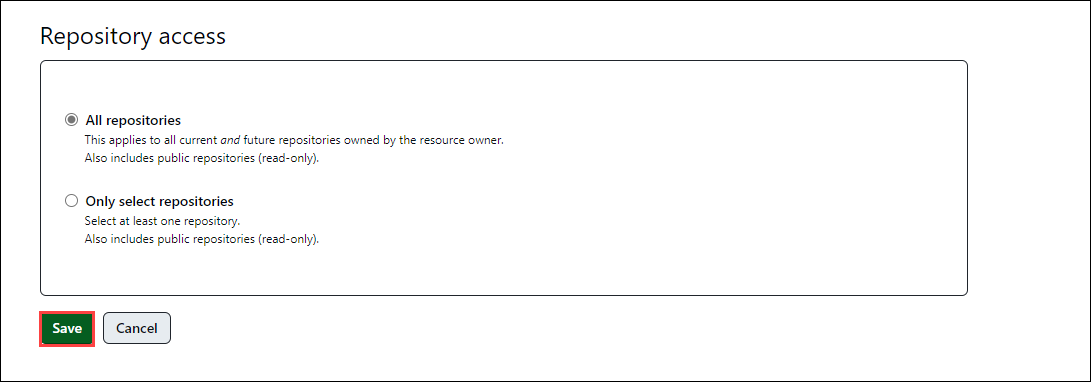 Repository access
All repositories
This applies to all current and future repositories owned by the resource owner.
Also includes public repositories (read-only).
Only select repositories
Select at least one repository.
Also includes public repositories (read-only).
Save
Cancel